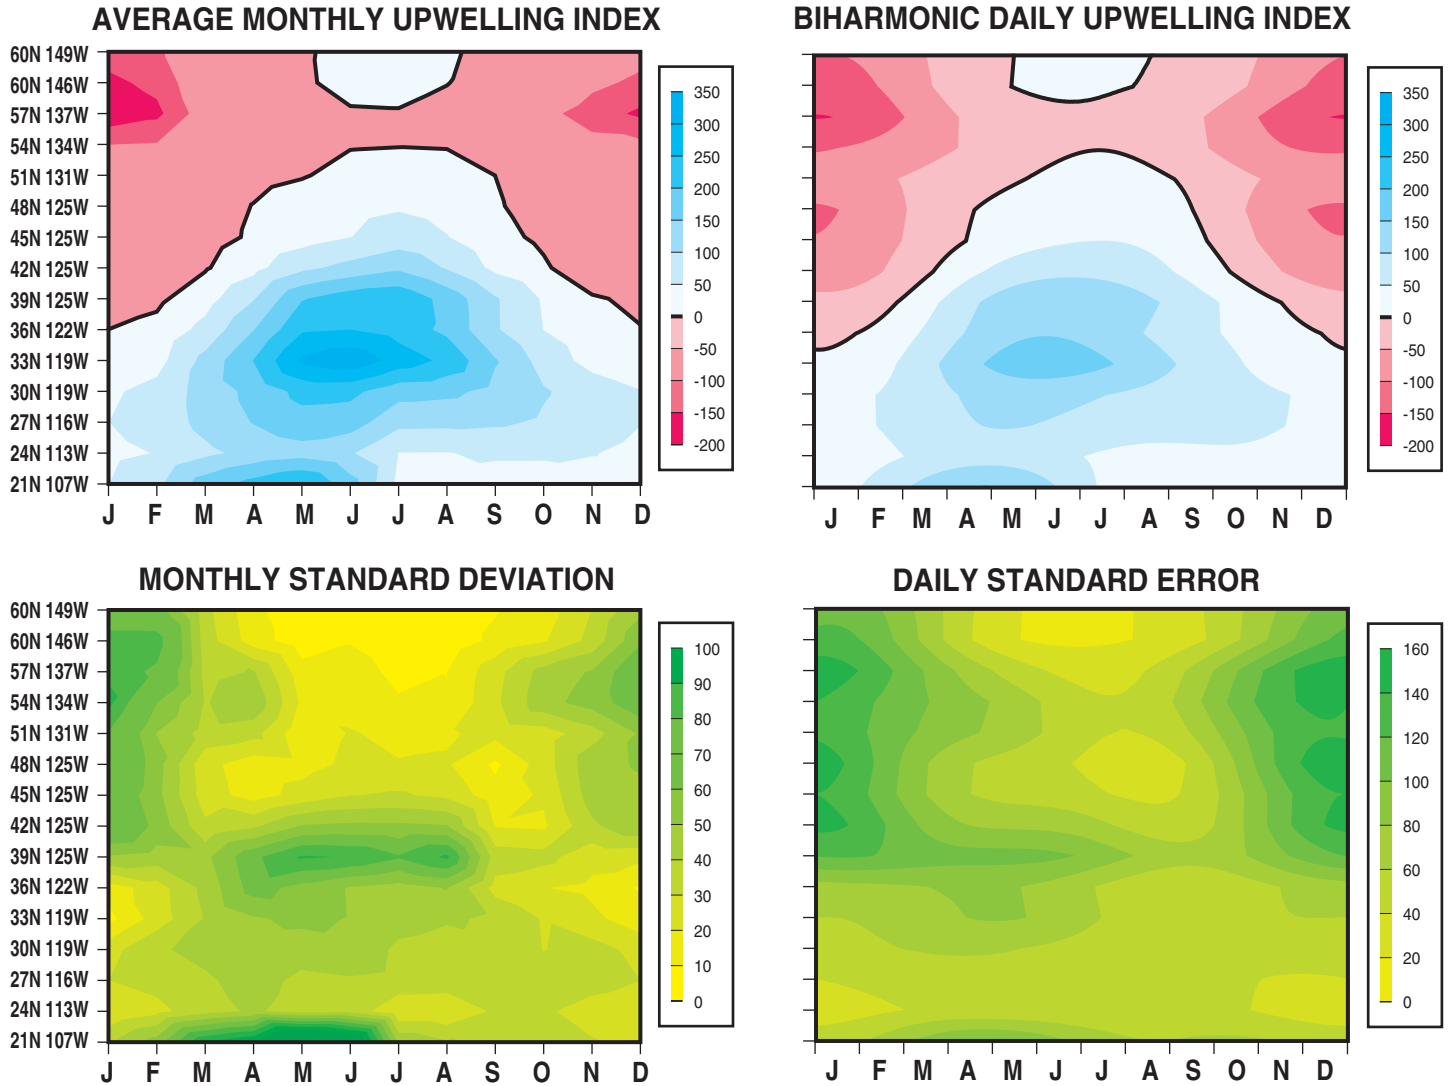 AVERAGE MONTHLY UPWELLING INDEX
60N 149W
60N 146W
57N 137W
54N 134W
51N 131W
48N 125W
45N 125W
42N 125W
39N 125W
36N 122W
33N 119W
30N 119W
27N 116W
24N 113W
21N 107W
J F M A M J J A S O N D
350
300
250
200
150
100
50
0
-50
-100
-150
-200
BIHARMONIC DAILY UPWELLING INDEX
J F M A M J J A S O N D
350
300
250
200
150
100
50
0
-50
-100
-150
-200
MONTHLY STANDARD DEVIATION
60N 149W
60N 146W
57N 137W
54N 134W
51N 131W
48N 125W
45N 125W
42N 125W
39N 125W
36N 122W
33N 119W
30N 119W
27N 116W
24N 113W
21N 107W
J F M A M J J A S O N D
100
90
80
70
60
50
40
30
20
10
0
DAILY STANDARD ERROR
J F M A M J J A S O N D
160
140
120
100
80
60
40
20
0